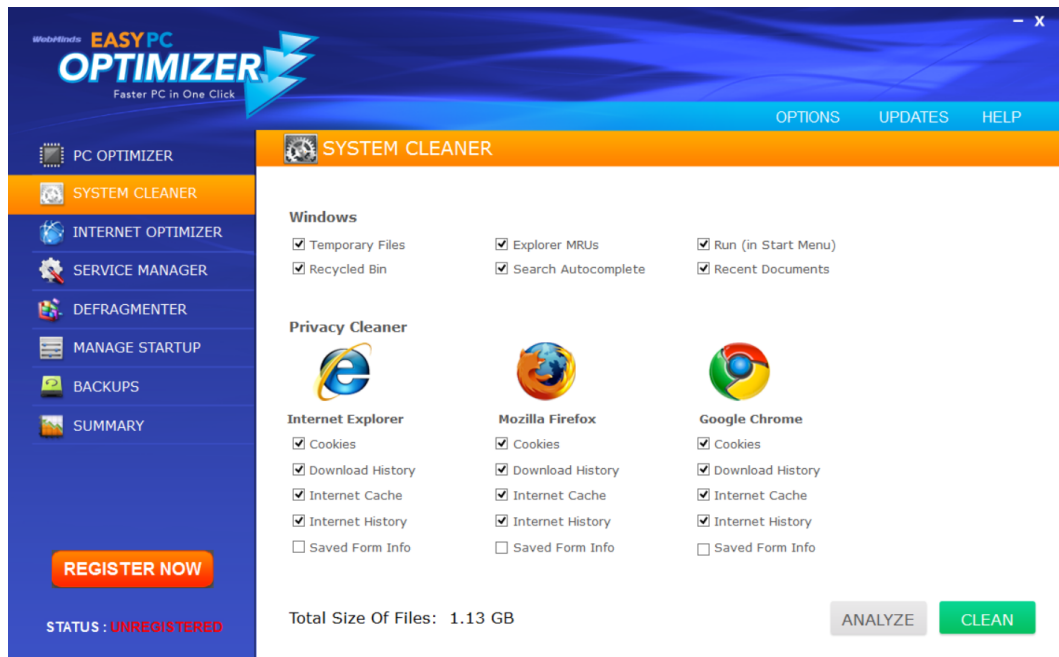 WebMinds EASY PC
OPTIMIZER
Faster PC in One Click
– X
OPTIONS UPDATES HELP
PC OPTIMIZER
SYSTEM CLEANER
INTERNET OPTIMIZER
SERVICE MANAGER
DEFRAGMENTER
MANAGE STARTUP
BACKUPS
SUMMARY
REGISTER NOW
STATUS : UNREGISTERED
SYSTEM CLEANER
Windows
Temporary Files Explorer MRUs Run (in Start Menu)
Recycled Bin Search Autocomplete Recent Documents
Privacy Cleaner
Internet Explorer Mozilla Firefox Google Chrome
Cookies Cookies Cookies
Download History Download History Download History
Internet Cache Internet Cache Internet Cache
Internet History Internet History Internet History
Saved Form Info Saved Form Info Saved Form Info
Total Size Of Files: 1.13 GB ANALYZE CLEAN